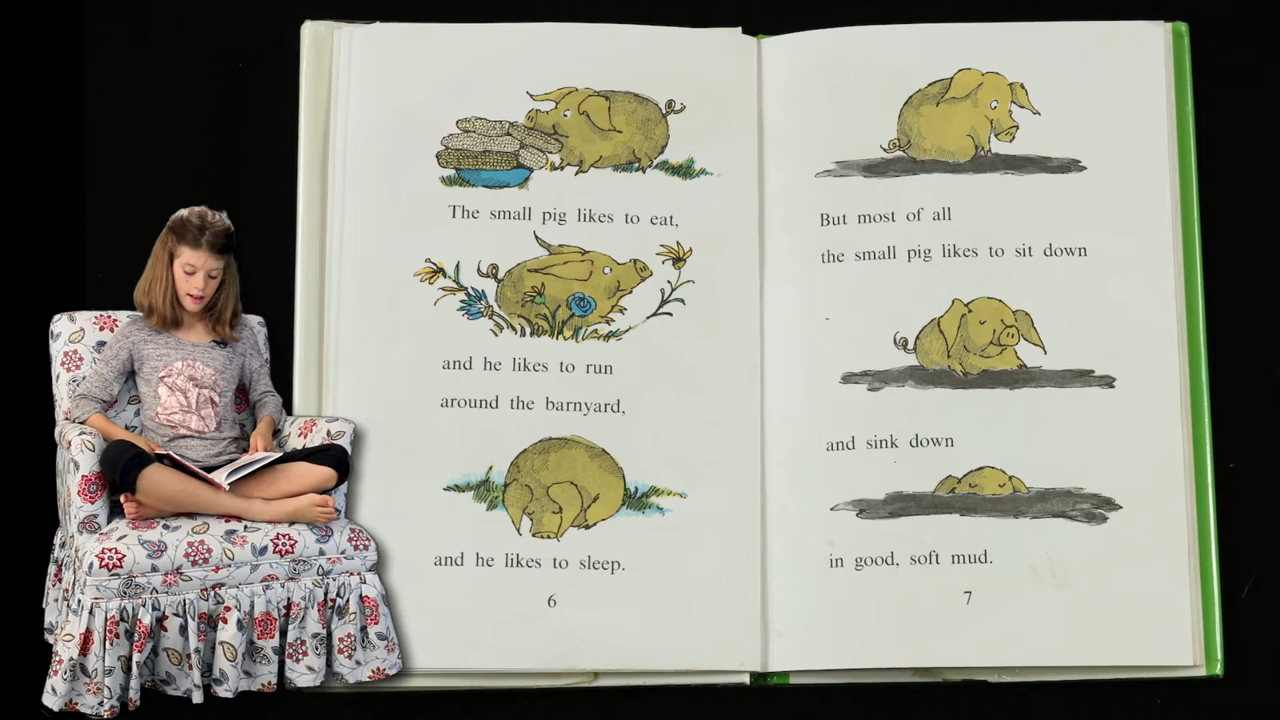 The small pig likes to eat,
and he likes to run
around the barnyard,
and he likes to sleep.
6
But most of all
the small pig likes to sit down
and sink down
in good, soft mud.
7